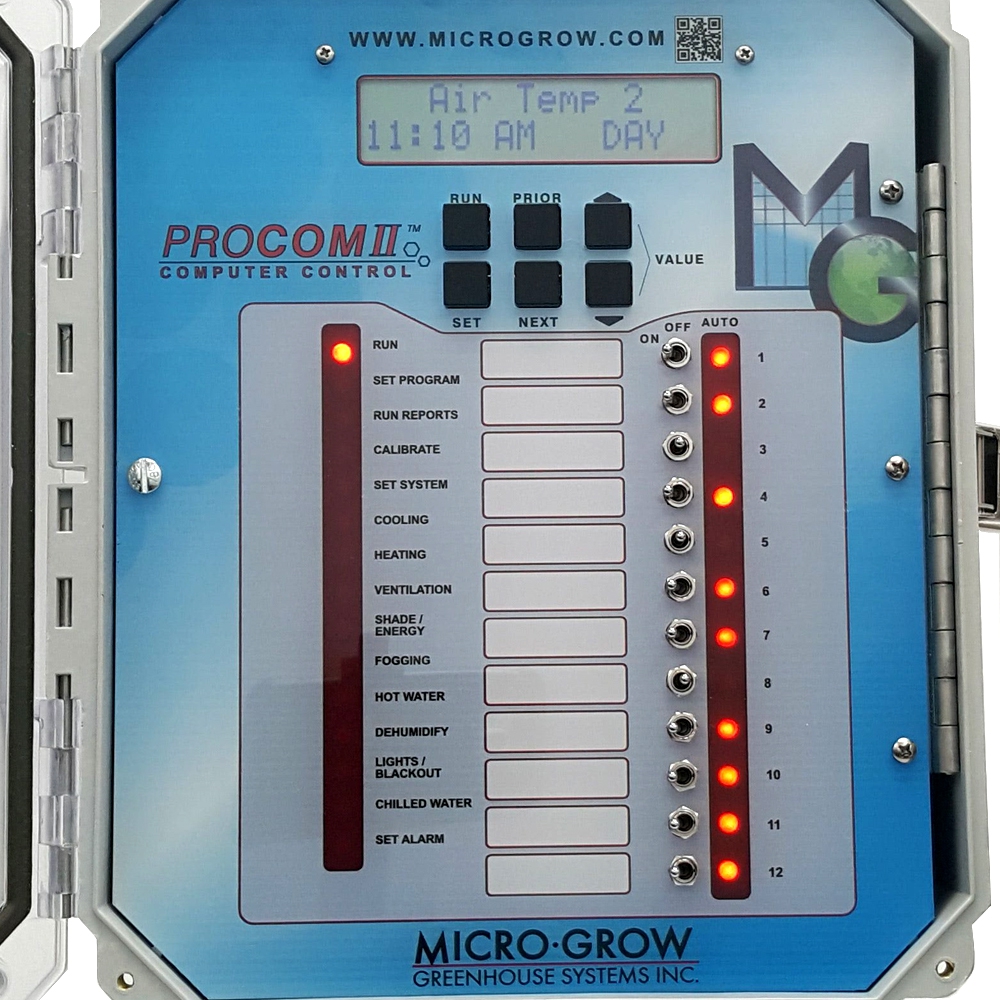 WWW.MICROGROW.COM
Air Temp 2
11:10 AM DAY
MG
PROCOMII™
COMPUTER CONTROL
RUN PRIOR
VALUE
SET NEXT
ON OFF AUTO
RUN
SET PROGRAM
RUN REPORTS
CALIBRATE
SET SYSTEM
COOLING
HEATING
VENTILATION
SHADE /
ENERGY
FOGGING
HOT WATER
DEHUMIDIFY
LIGHTS /
BLACKOUT
CHILLED WATER
SET ALARM
1
2
3
4
5
6
7
8
9
10
11
12
MICRO·GROW
GREENHOUSE SYSTEMS INC.